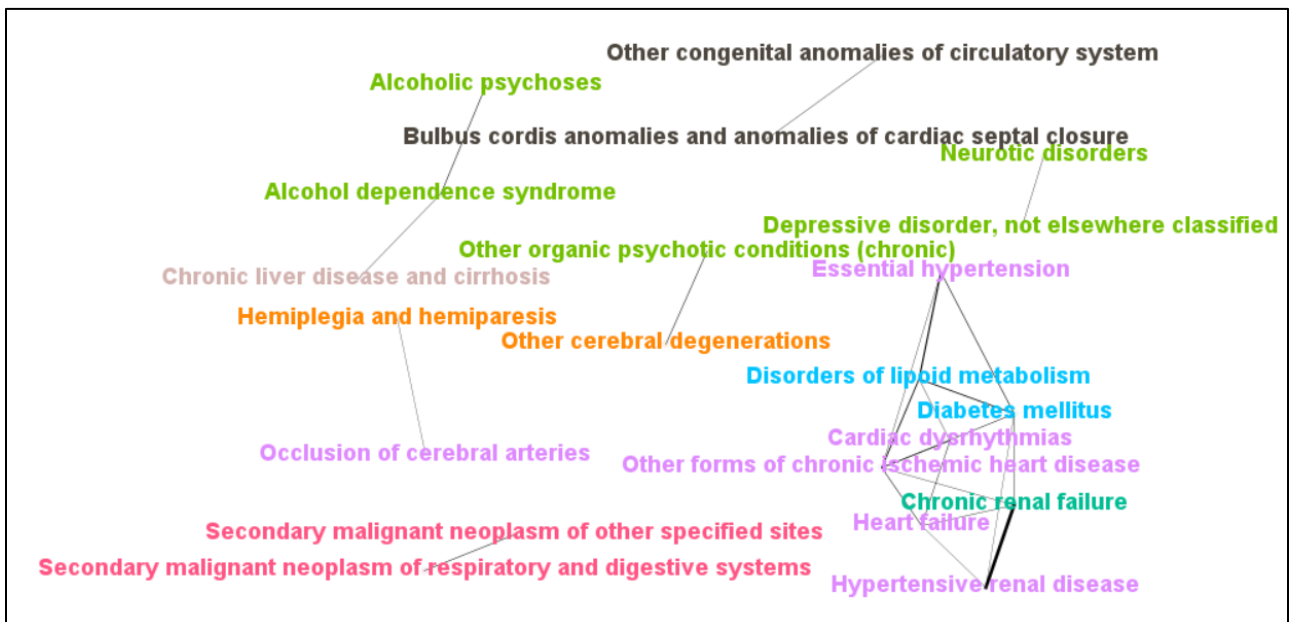 Other congenital anomalies of circulatory system
Alcoholic psychoses
Bulbus cordis anomalies and anomalies of cardiac septal closure
Neurotic disorders
Alcohol dependence syndrome
Depressive disorder, not elsewhere classified
Other organic psychotic conditions (chronic)
Essential hypertension
Chronic liver disease and cirrhosis
Hemiplegia and hemiparesis
Other cerebral degenerations
Disorders of lipoid metabolism
Diabetes mellitus
Cardiac dysrhythmias
Occlusion of cerebral arteries
Other forms of chronic ischemic heart disease
Chronic renal failure
Heart failure
Secondary malignant neoplasm of other specified sites
Secondary malignant neoplasm of respiratory and digestive systems
Hypertensive renal disease